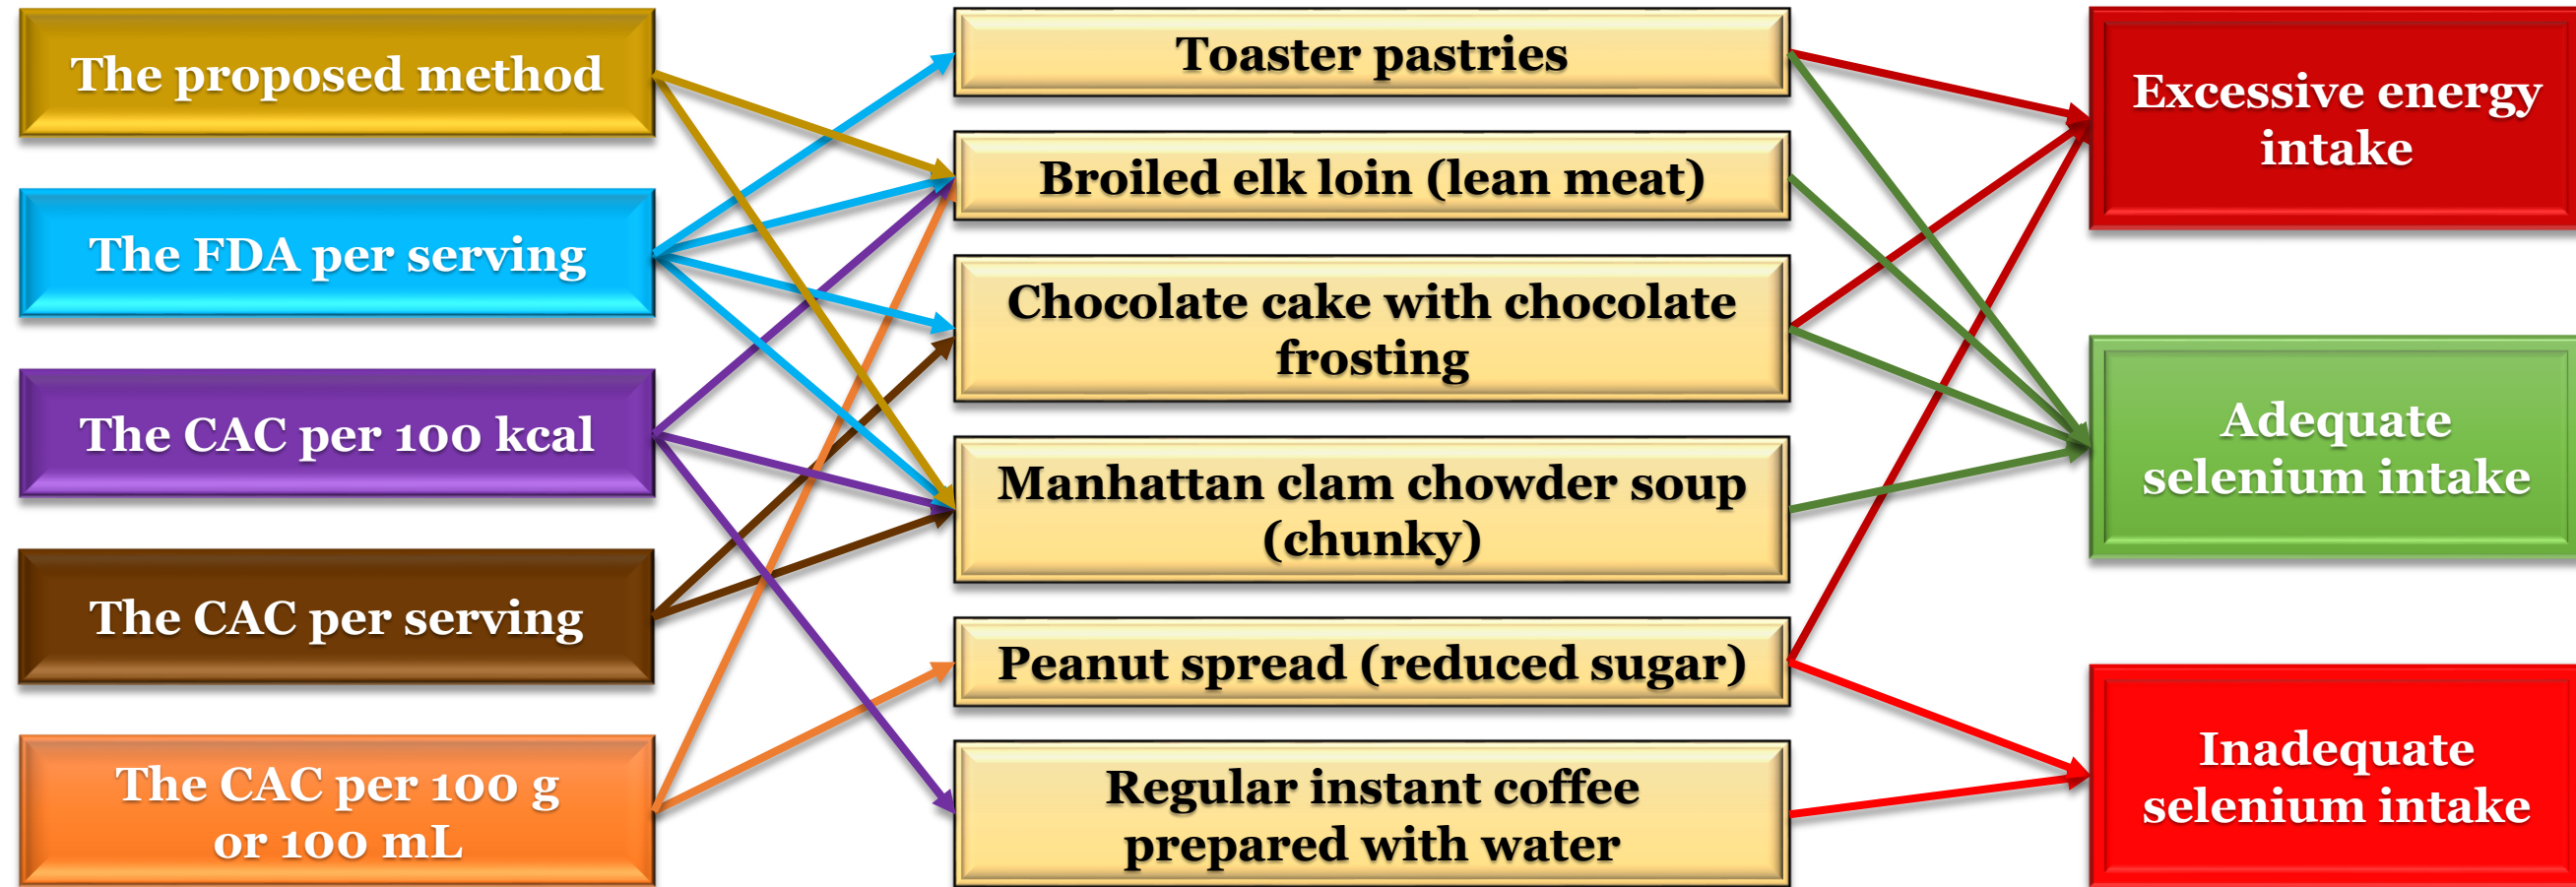 The proposed method
The FDA per serving
The CAC per 100 kcal
The CAC per serving
The CAC per 100 g
or 100 mL
Toaster pastries
Broiled elk loin (lean meat)
Chocolate cake with chocolate
frosting
Manhattan clam chowder soup
(chunky)
Peanut spread (reduced sugar)
Regular instant coffee
prepared with water
Excessive energy
intake
Adequate
selenium intake
Inadequate
selenium intake